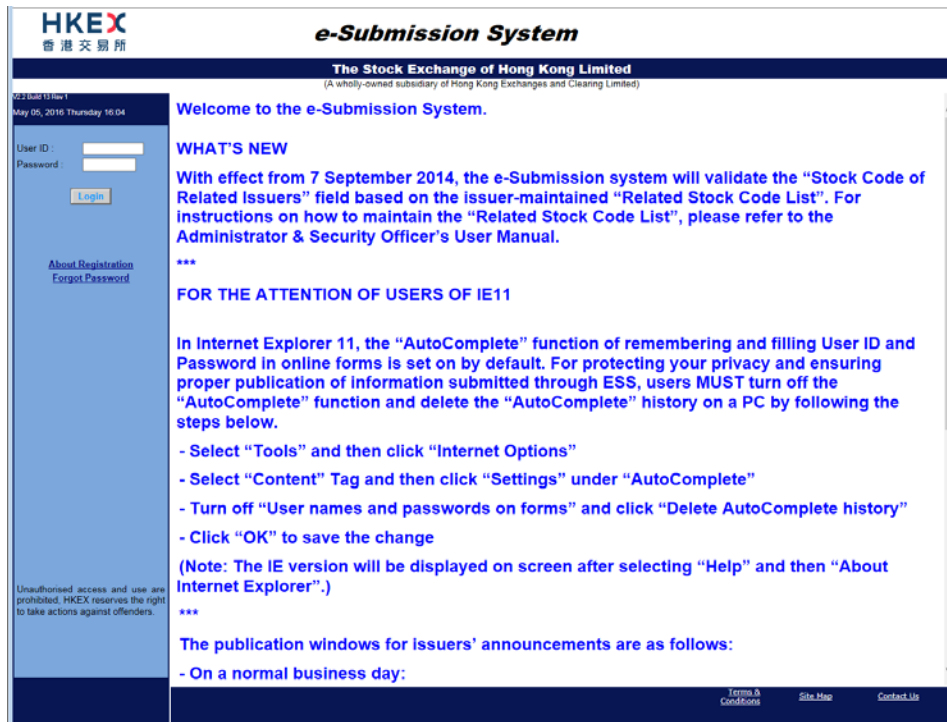 HKEX
香港交易所
e-Submission System
The Stock Exchange of Hong Kong Limited
(A wholly-owned subsidiary of Hong Kong Exchanges and Clearing Limited)
V2.2 Build 13 Rev 1
May 05, 2016 Thursday 16:04
User ID :
Password :
Login
About Registration
Forgot Password
Unauthorised access and use are
prohibited, HKEX reserves the right
to take actions against offenders.
Welcome to the e-Submission System.
WHAT'S NEW
With effect from 7 September 2014, the e-Submission system will validate the “Stock Code of
Related Issuers” field based on the issuer-maintained “Related Stock Code List”. For
instructions on how to maintain the “Related Stock Code List”, please refer to the
Administrator & Security Officer’s User Manual.
***
FOR THE ATTENTION OF USERS OF IE11
In Internet Explorer 11, the “AutoComplete” function of remembering and filling User ID and
Password in online forms is set on by default. For protecting your privacy and ensuring
proper publication of information submitted through ESS, users MUST turn off the
“AutoComplete” function and delete the “AutoComplete” history on a PC by following the
steps below.
- Select “Tools” and then click “Internet Options”
- Select “Content” Tag and then click “Settings” under “AutoComplete”
- Turn off “User names and passwords on forms” and click “Delete AutoComplete history”
- Click “OK” to save the change
(Note: The IE version will be displayed on screen after selecting “Help” and then “About
Internet Explorer”.)
***
The publication windows for issuers’ announcements are as follows:
- On a normal business day:
Terms &
Conditions
Site Map
Contact Us